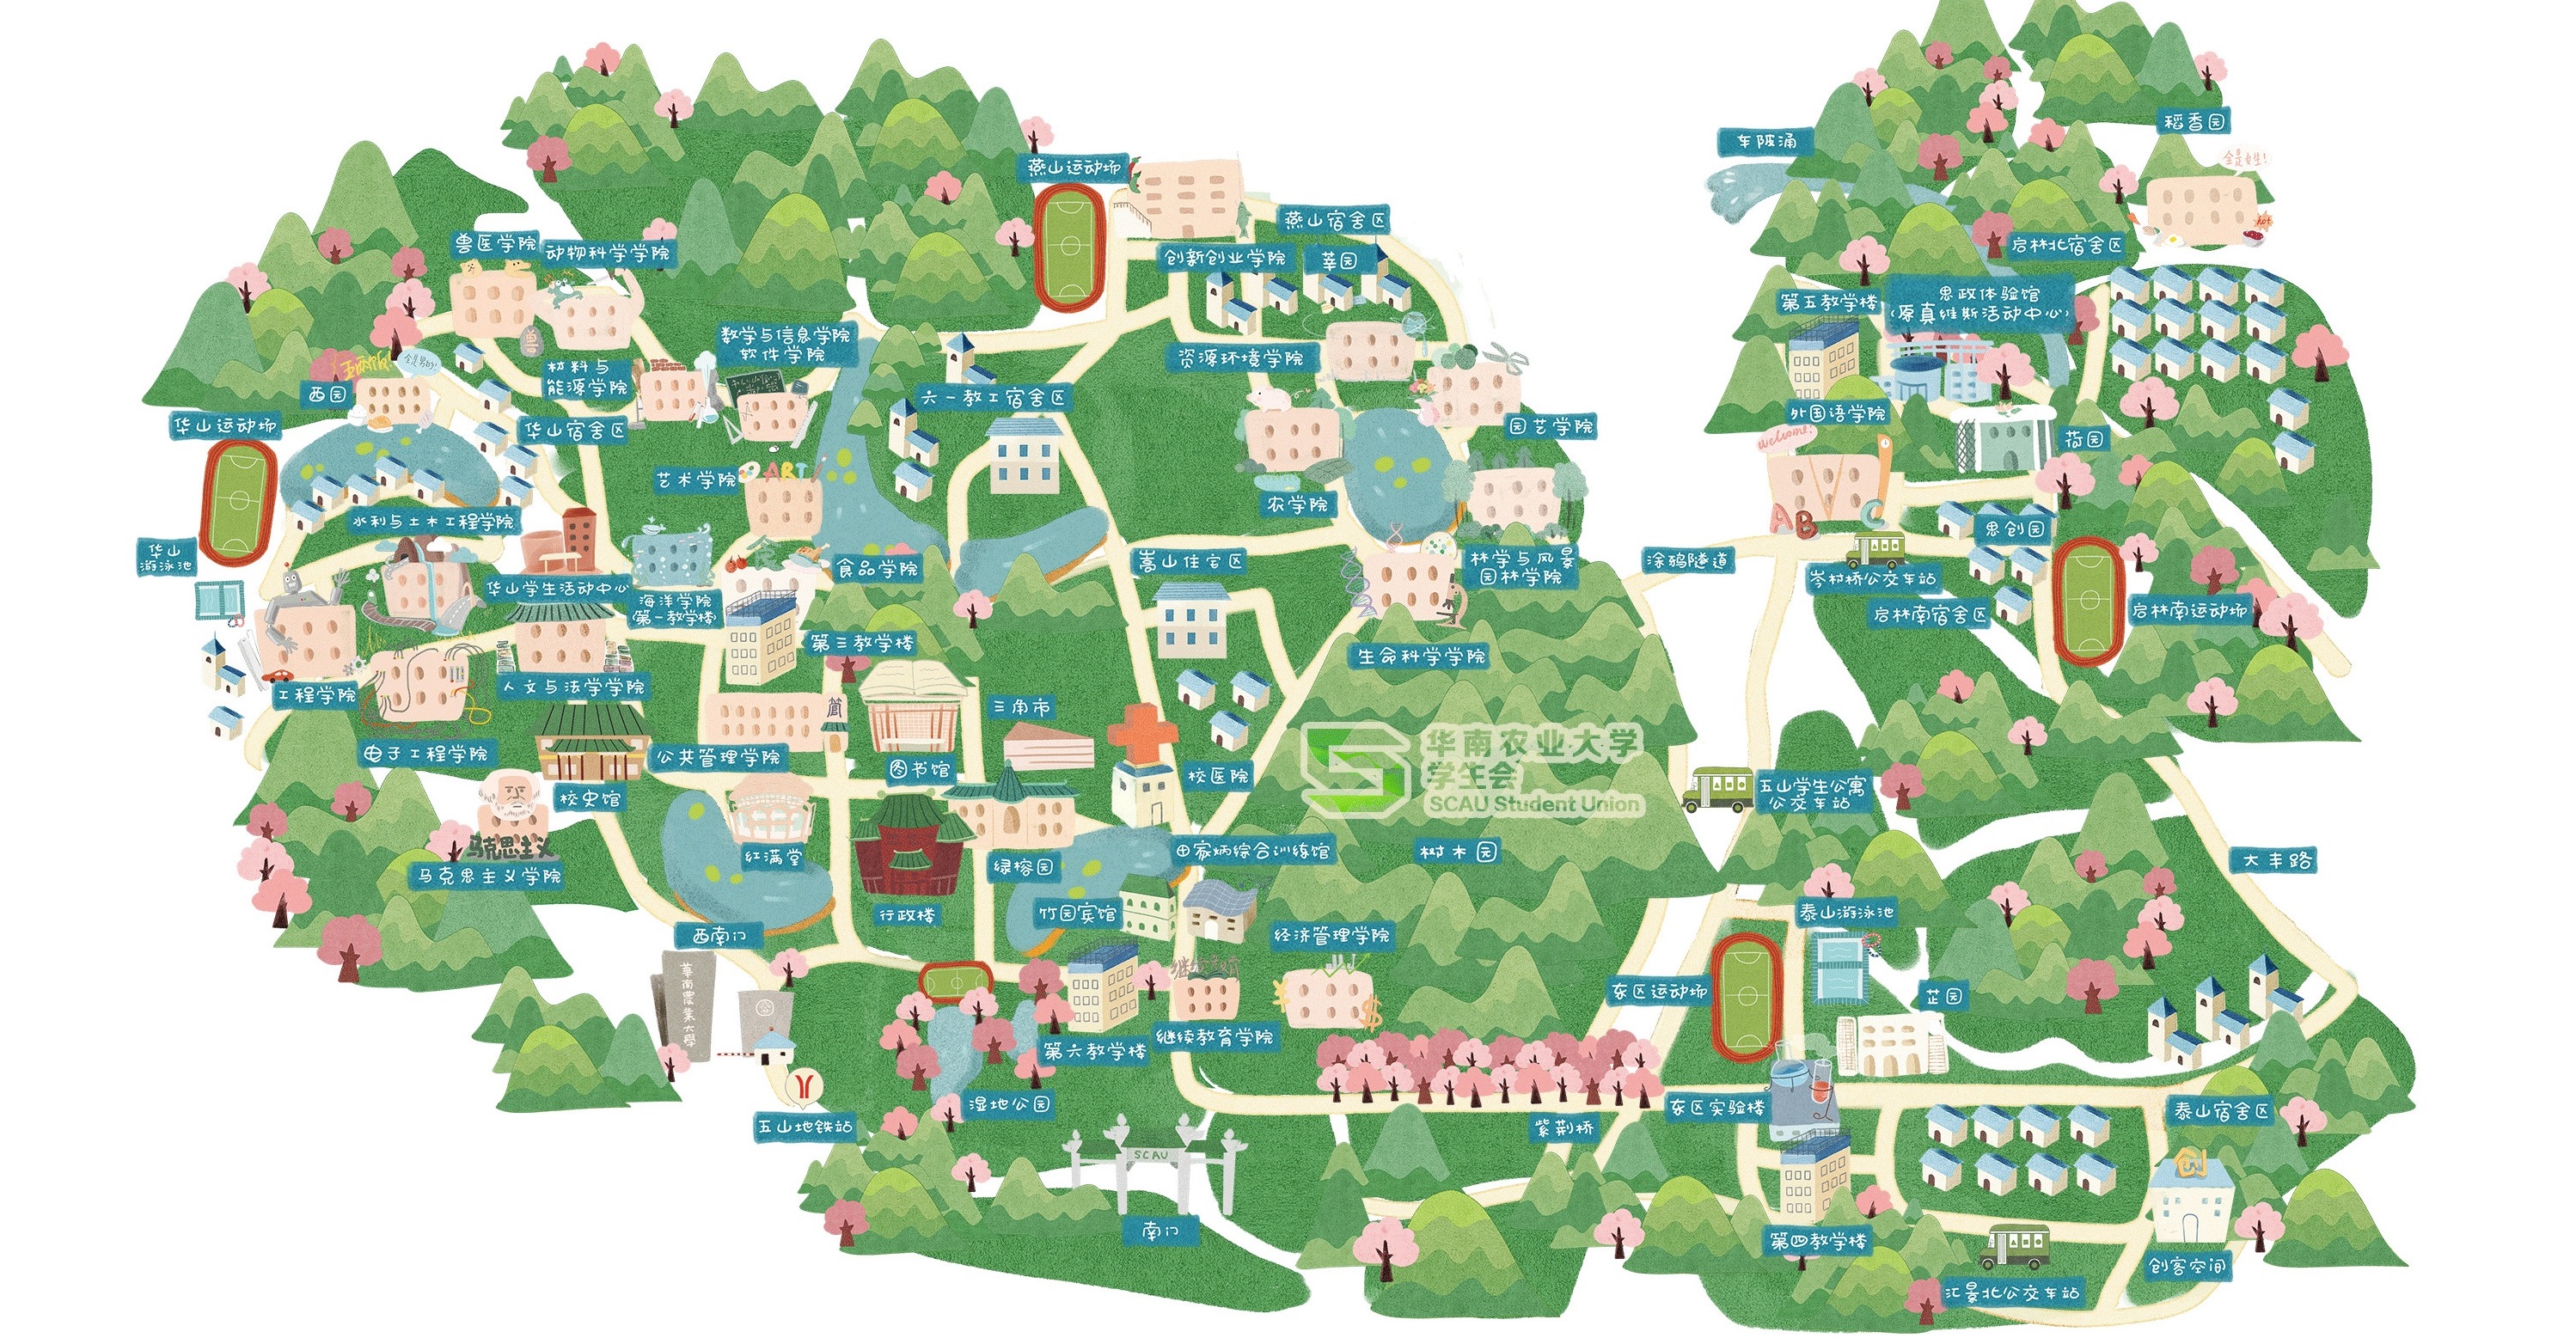 稻香园
车陂涌
全是姓!
燕山运动场
燕山宿舍区
创新创业学院
莘园
兽医学院
动物科学学院
启林北宿舍区
第五教学楼
思政体验馆
(原真维斯活动中心)
数学与信息学院
软件学院
资源环境学院
材料与
能源学院
西园
华山运动场
华山宿舍区
六一教工宿舍区
外国语学院
welcome!
荷园
园艺学院
艺术学院
ART
农学院
ABC
水利与土木工程学院
思创园
华山
游泳池
华山学生活动中心
食品学院
嵩山住宅区
林学与风景
园林学院
涂鸦隧道
岑村桥公交车站
海洋学院
(第一教学楼)
启林南宿舍区
启林南运动场
第三教学楼
生命科学学院
工程学院
人文与法学学院
三角市
电子工程学院
公共管理学院
图书馆
校医院
华南农业大学
学生会
SCAU Student Union
校史馆
五山学生公寓
公交车站
马克思主义
马克思主义学院
红满堂
绿榕园
田家炳综合训练馆
树木园
大丰路
行政楼
竹园宾馆
泰山游泳池
西南门
经济管理学院
華南農業大學
东区运动场
芷园
第六教学楼
继续教育学院
湿地公园
五山地铁站
紫荆桥
东区实验楼
泰山宿舍区
SCAU
南门
创
第四教学楼
创客空间
汇景北公交车站